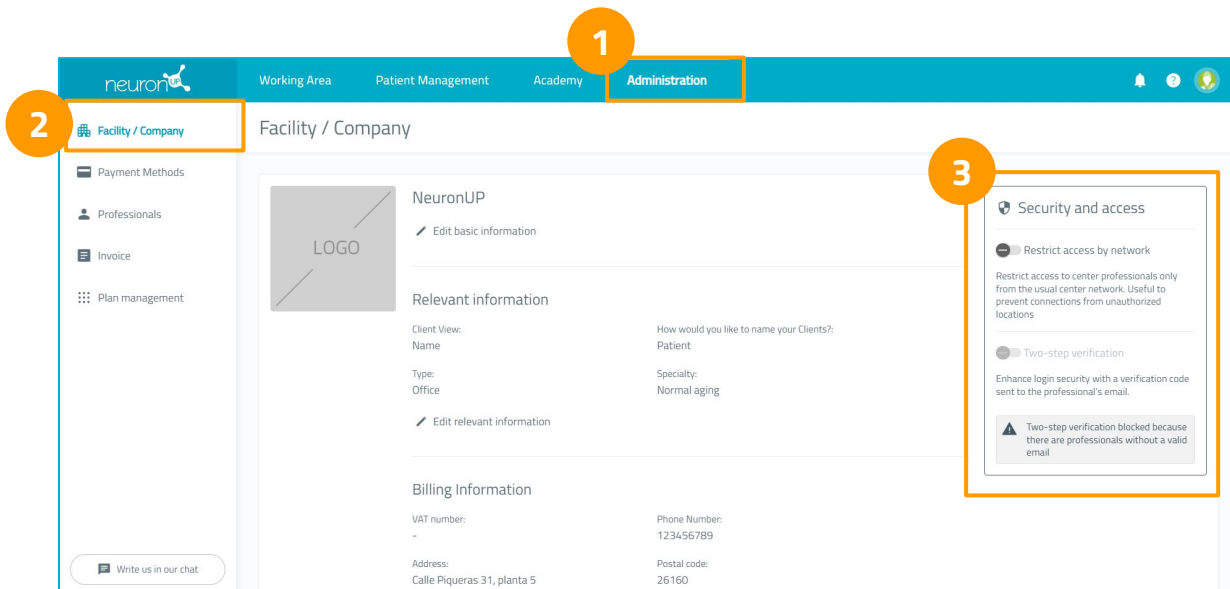 1
neuronUP
Working Area
Patient Management
Academy
Administration
?
2
Facility / Company
Payment Methods
Professionals
Invoice
Plan management
Write us in our chat
Facility / Company
LOGO
NeuronUP
Edit basic information
Relevant information
Client View:
Name
How would you like to name your Clients?:
Patient
Type:
Office
Specialty:
Normal aging
Edit relevant information
Billing Information
VAT number:
-
Phone Number:
123456789
Address:
Calle Piqueras 31, planta 5
Postal code:
26160
3
Security and access
Restrict access by network
Restrict access to center professionals only
from the usual center network. Useful to
prevent connections from unauthorized
locations
Two-step verification
Enhance login security with a verification code
sent to the professional's email.
Two-step verification blocked because
there are professionals without a valid
email